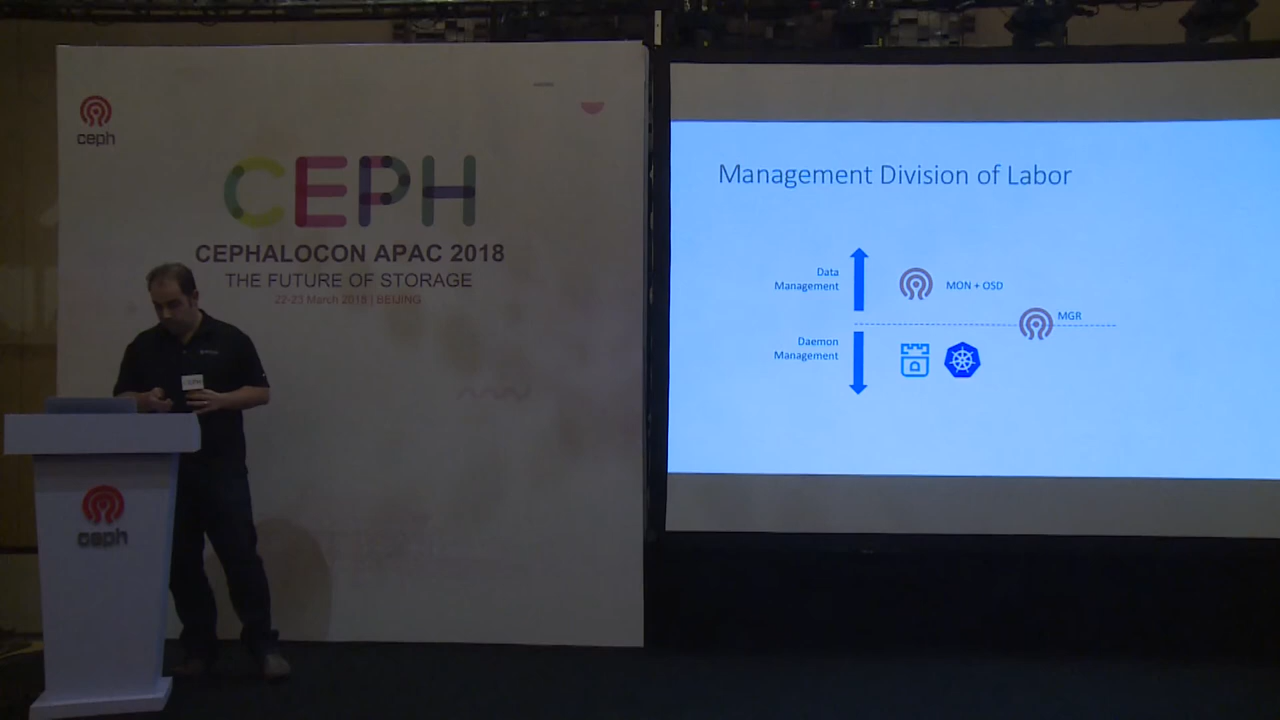 ceph
CEPH
CEPHALOCON APAC 2018
THE FUTURE OF STORAGE
22-23 March 2018 | BEIJING
ceph
Management Division of Labor
Data
Management
MON + OSD
MGR
Daemon
Management